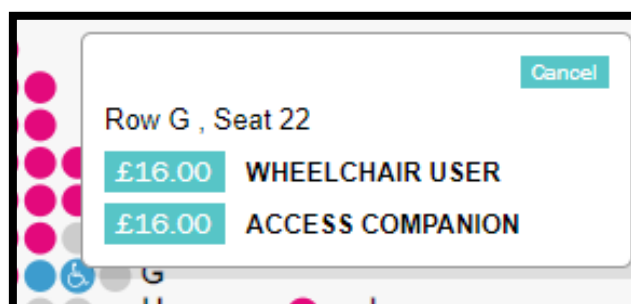 Cancel
Row G , Seat 22
£16.00 WHEELCHAIR USER
£16.00 ACCESS COMPANION
G